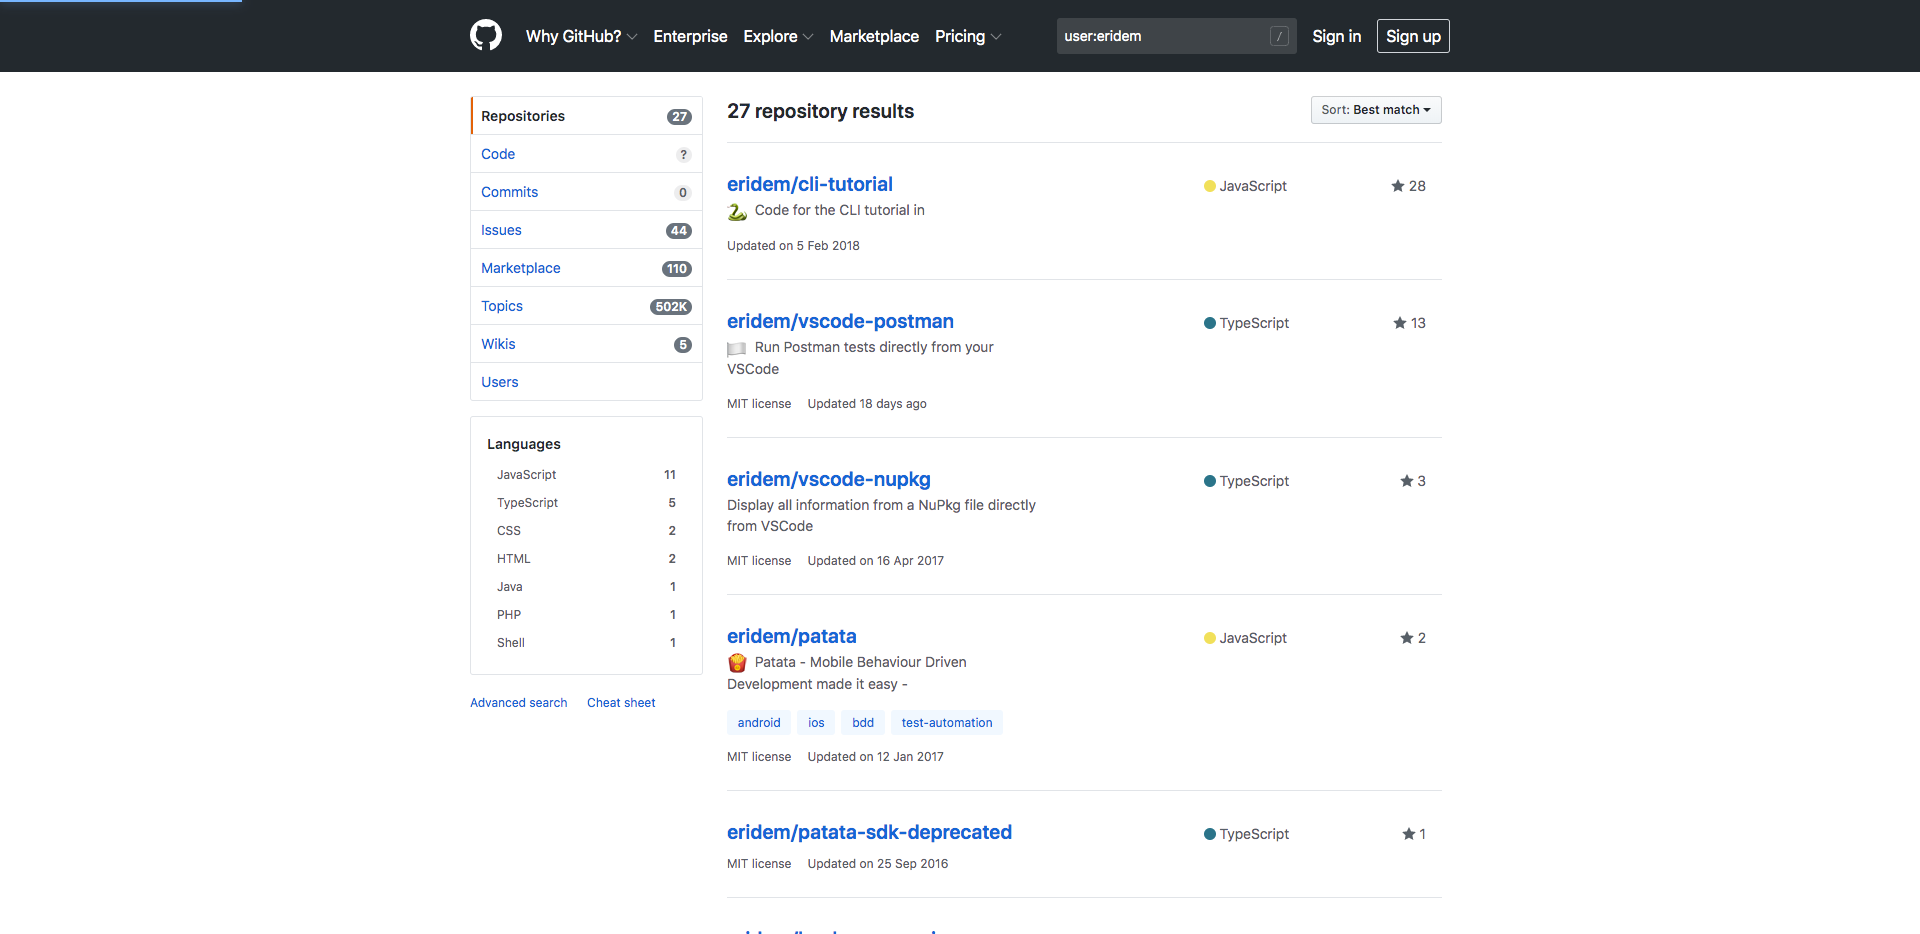 Why GitHub? Enterprise Explore Marketplace Pricing user:eridem / Sign in Sign up
Repositories 27
Code ?
Commits 0
Issues 44
Marketplace 110
Topics 502K
Wikis 5
Users
Languages
JavaScript 11
TypeScript 5
CSS 2
HTML 2
Java 1
PHP 1
Shell 1
Advanced search Cheat sheet
27 repository results Sort: Best match
eridem/cli-tutorial JavaScript 28
Code for the CLI tutorial in
Updated on 5 Feb 2018
eridem/vscode-postman TypeScript 13
Run Postman tests directly from your
VSCode
MIT license Updated 18 days ago
eridem/vscode-nupkg TypeScript 3
Display all information from a NuPkg file directly
from VSCode
MIT license Updated on 16 Apr 2017
eridem/patata JavaScript 2
Patata - Mobile Behaviour Driven
Development made it easy -
android ios bdd test-automation
MIT license Updated on 12 Jan 2017
eridem/patata-sdk-deprecated TypeScript 1
MIT license Updated on 25 Sep 2016